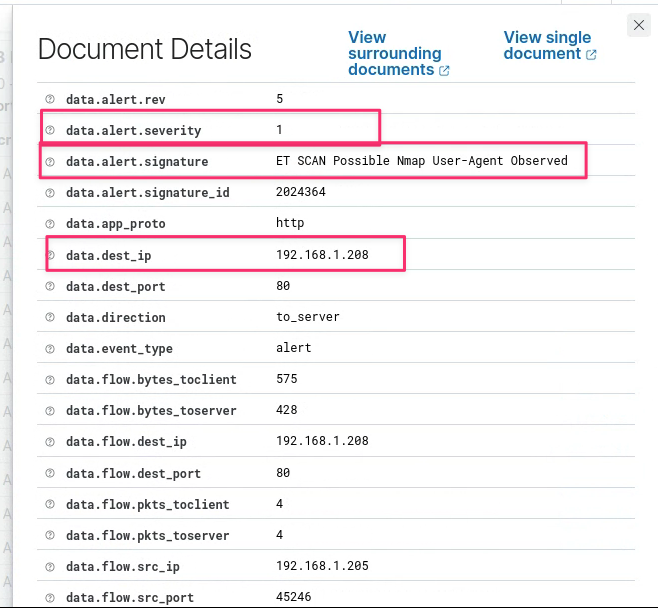 Document Details
View surrounding documents
View single document
data.alert.rev 5
data.alert.severity 1
data.alert.signature ET SCAN Possible Nmap User-Agent Observed
data.alert.signature_id 2024364
data.app_proto http
data.dest_ip 192.168.1.208
data.dest_port 80
data.direction to_server
data.event_type alert
data.flow.bytes_toclient 575
data.flow.bytes_toserver 428
data.flow.dest_ip 192.168.1.208
data.flow.dest_port 80
data.flow.pkts_toclient 4
data.flow.pkts_toserver 4
data.flow.src_ip 192.168.1.205
data.flow.src_port 45246